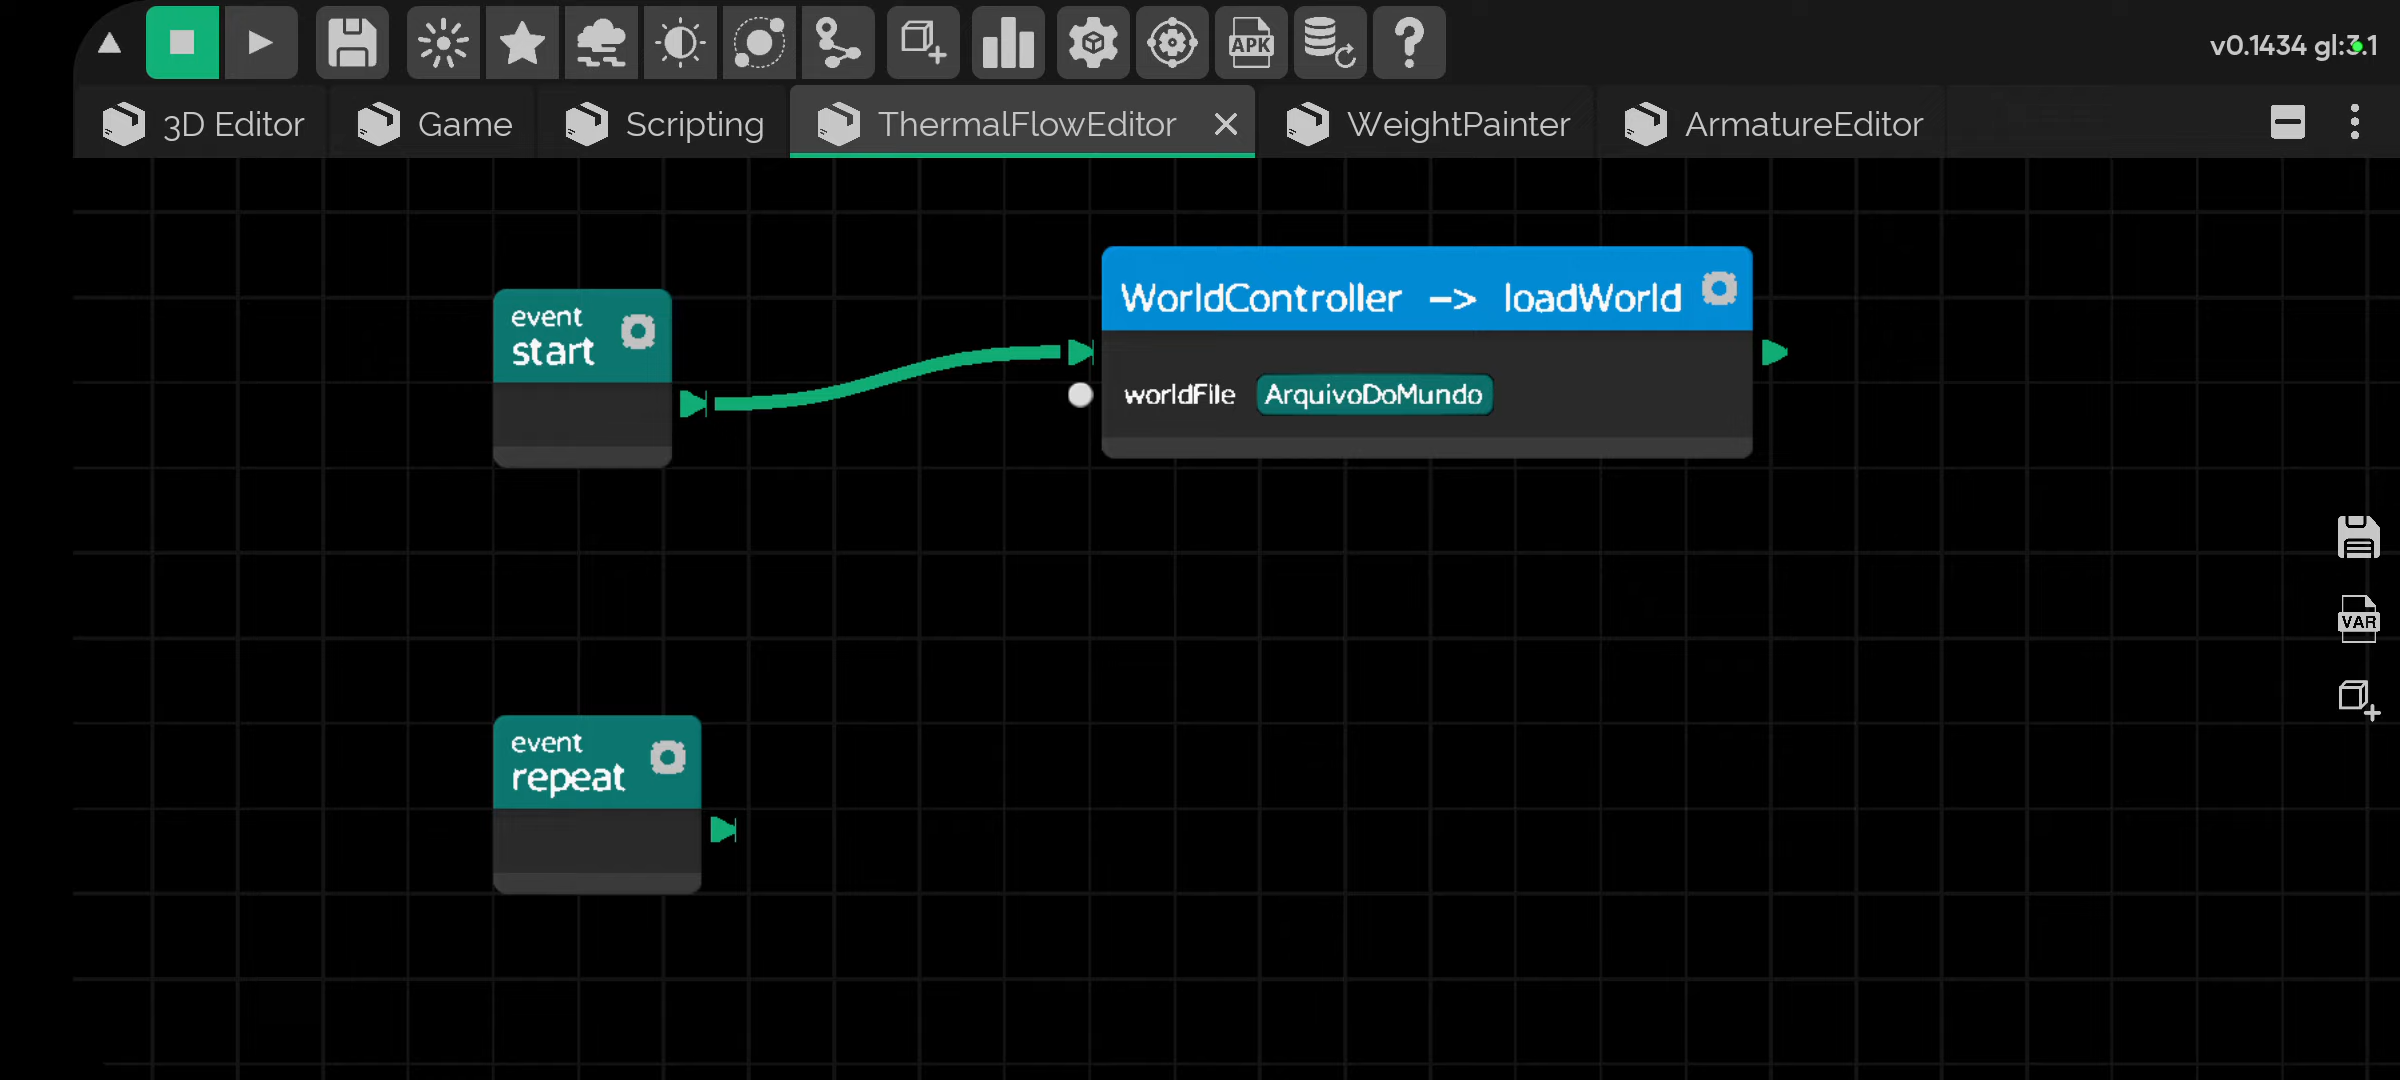 APK
v0.1434 gl:3.1
3D Editor
Game
Scripting
ThermalFlowEditor
WeightPainter
ArmatureEditor
event
start
WorldController -> loadWorld
worldFile ArquivoDoMundo
VAR
event
repeat